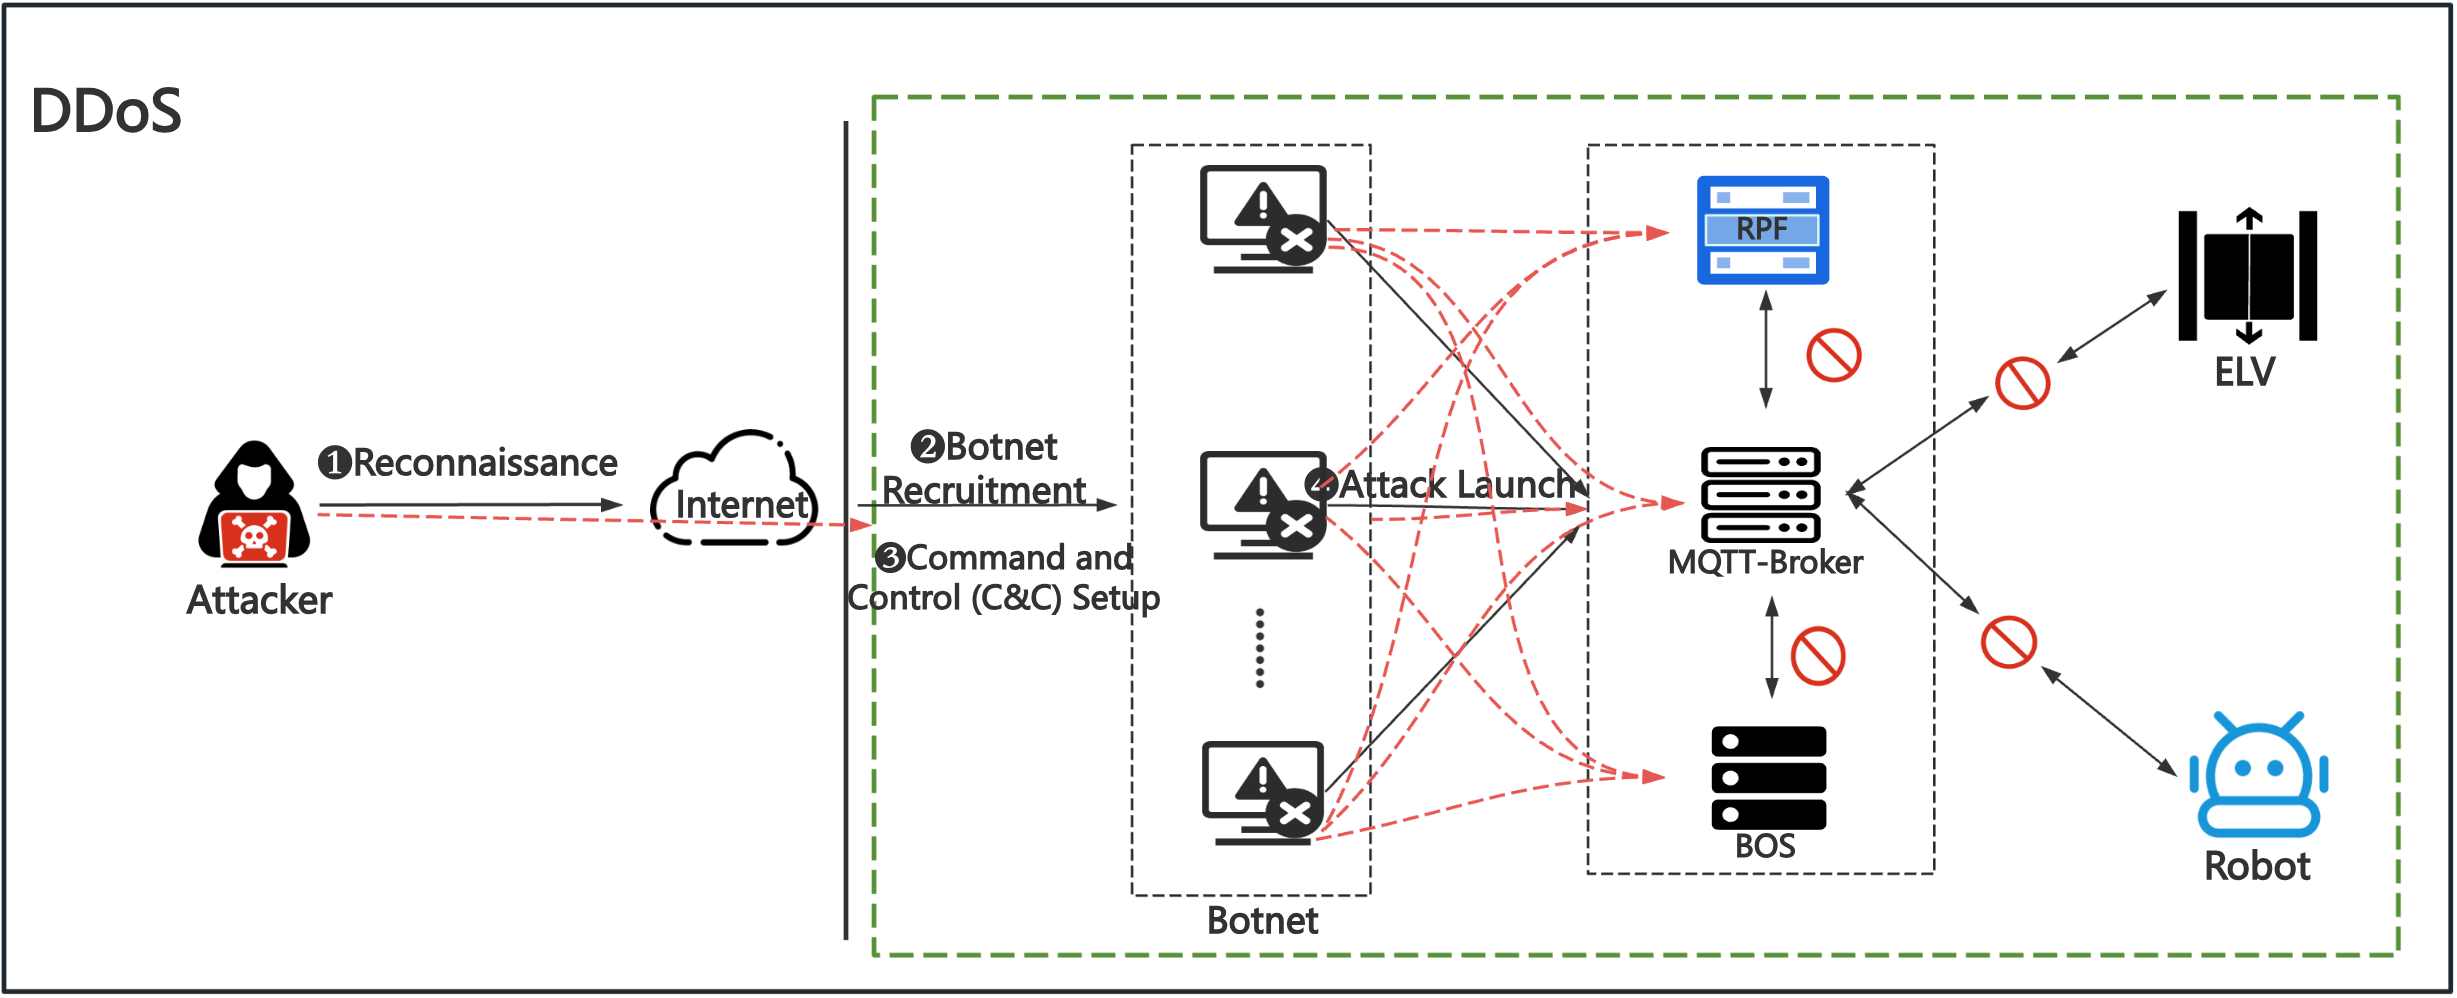 DDoS
❶Reconnaissance
Internet
Attacker
❷Botnet
Recruitment
❸Command and
Control (C&C) Setup
❹Attack Launch
Botnet
RPF
MQTT-Broker
BOS
ELV
Robot